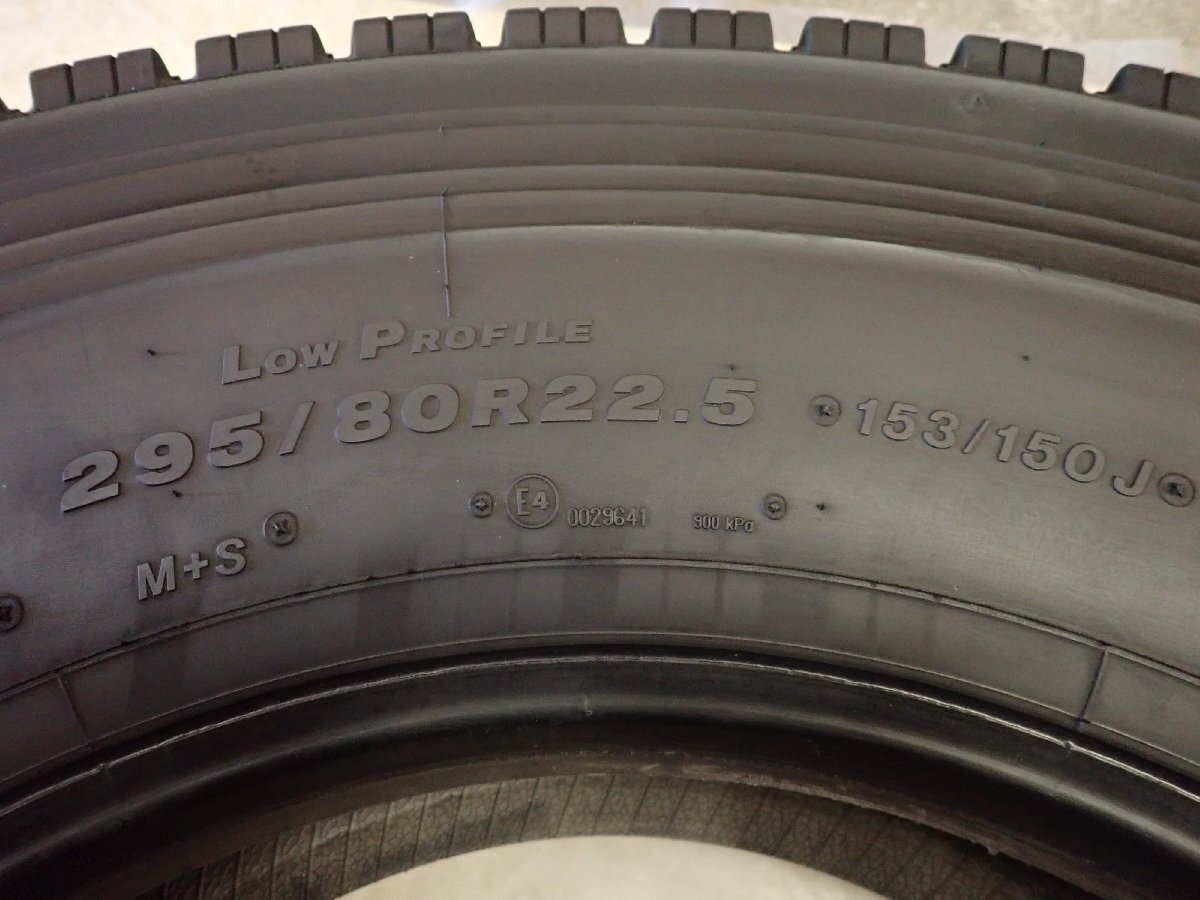 LOW PROFILE
295/80R22.5 153/150J
E4 0029641 900 kPa
M+S